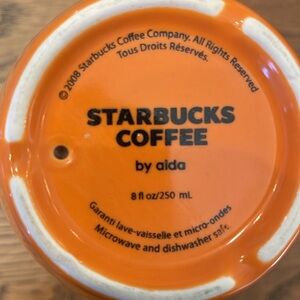 © 2008 Starbucks Coffee Company. All Rights Reserved
Tous Droits Réservés.
STARBUCKS
COFFEE
by aida
8 fl oz/250 mL
Garanti lave-vaisselle et micro-ondes
Microwave and dishwasher safe